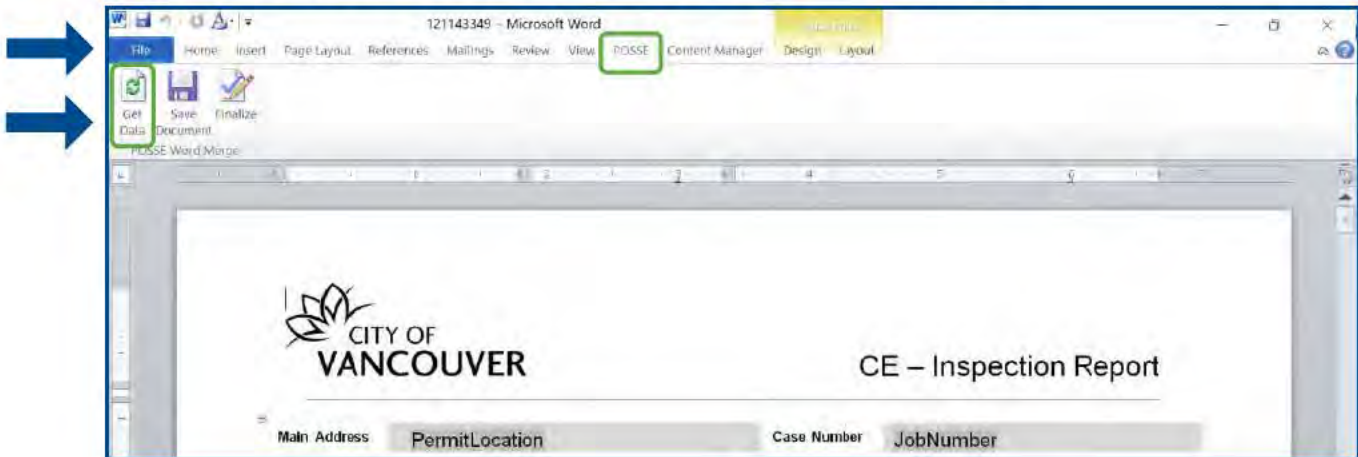 121143349 - Microsoft Word
File Home Insert Page Layout References Mailings Review View POSSE Content Manager Design Layout
Get Data Save Document Finalize
POSSE Word Merge
CITY OF
VANCOUVER
CE – Inspection Report
Main Address PermitLocation Case Number JobNumber